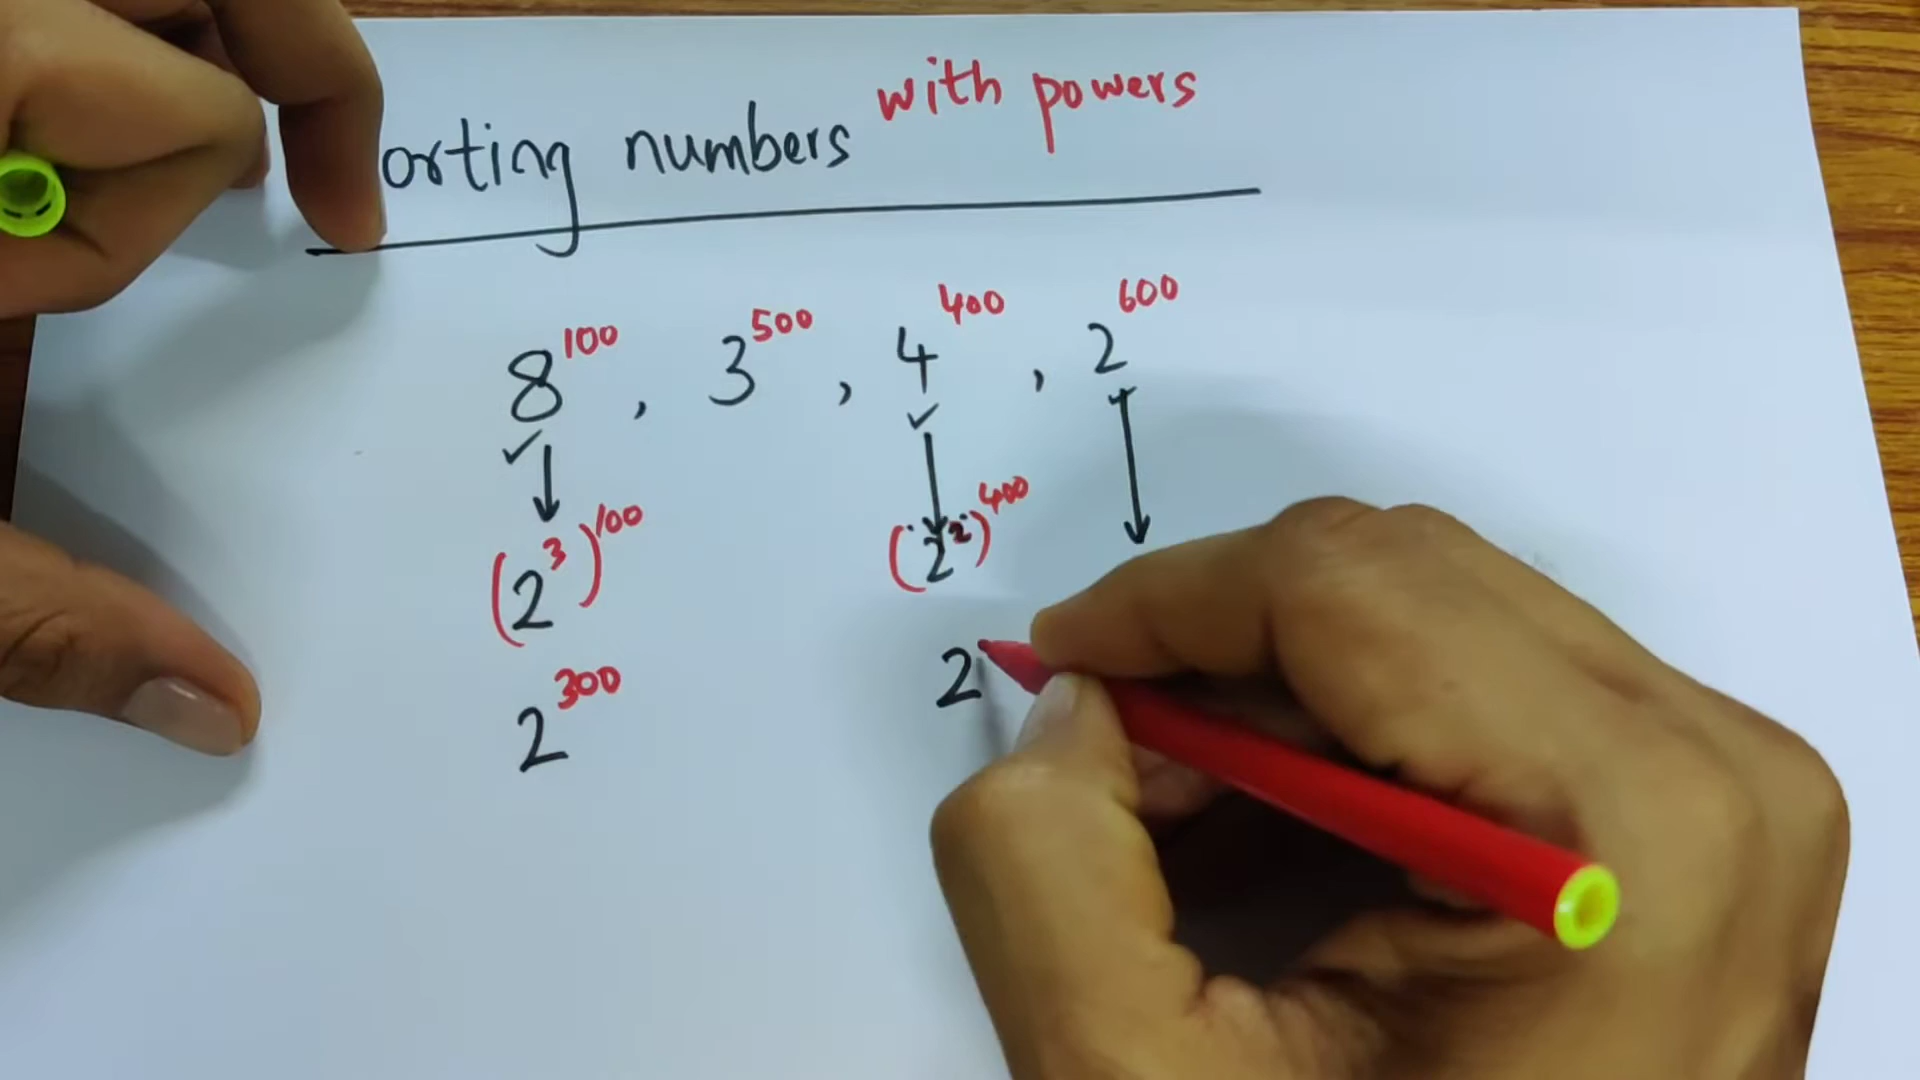 orting numbers with powers
8^100 , 3^500 , 4^400 , 2^600
(2^3)^100 (2^2)^400
2^300 2